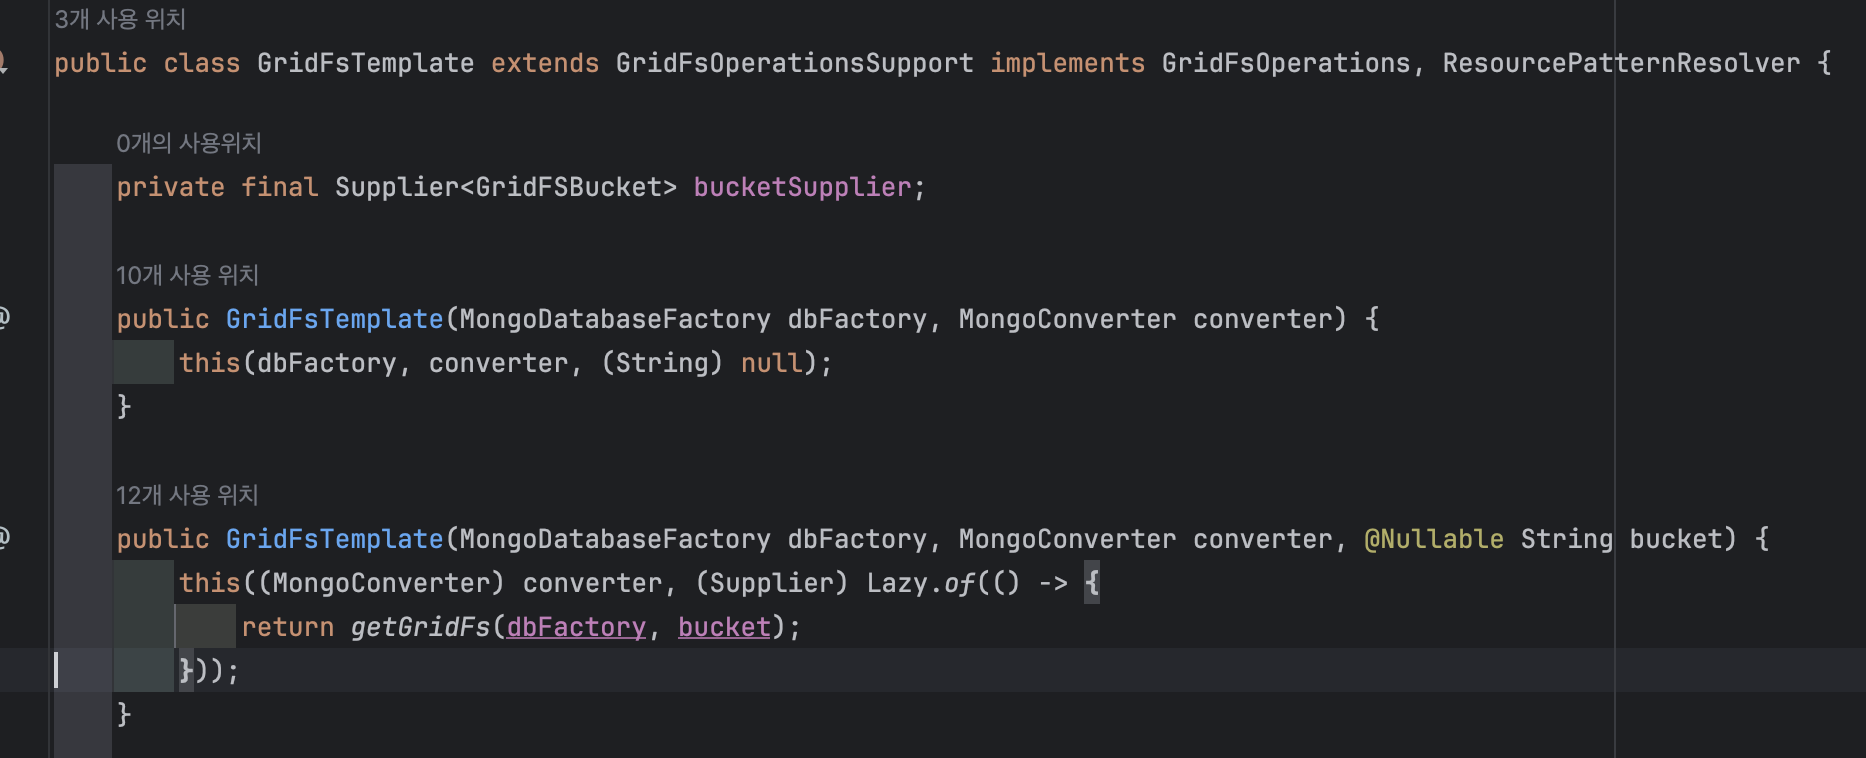 3개 사용 위치
public class GridFsTemplate extends GridFsOperationsSupport implements GridFsOperations, ResourcePatternResolver {
0개의 사용위치
private final Supplier<GridFSBucket> bucketSupplier;
10개 사용 위치
public GridFsTemplate(MongoDatabaseFactory dbFactory, MongoConverter converter) {
this(dbFactory, converter, (String) null);
}
12개 사용 위치
public GridFsTemplate(MongoDatabaseFactory dbFactory, MongoConverter converter, @Nullable String bucket) {
this((MongoConverter) converter, (Supplier) Lazy.of(() -> {
return getGridFs(dbFactory, bucket);
}));
}